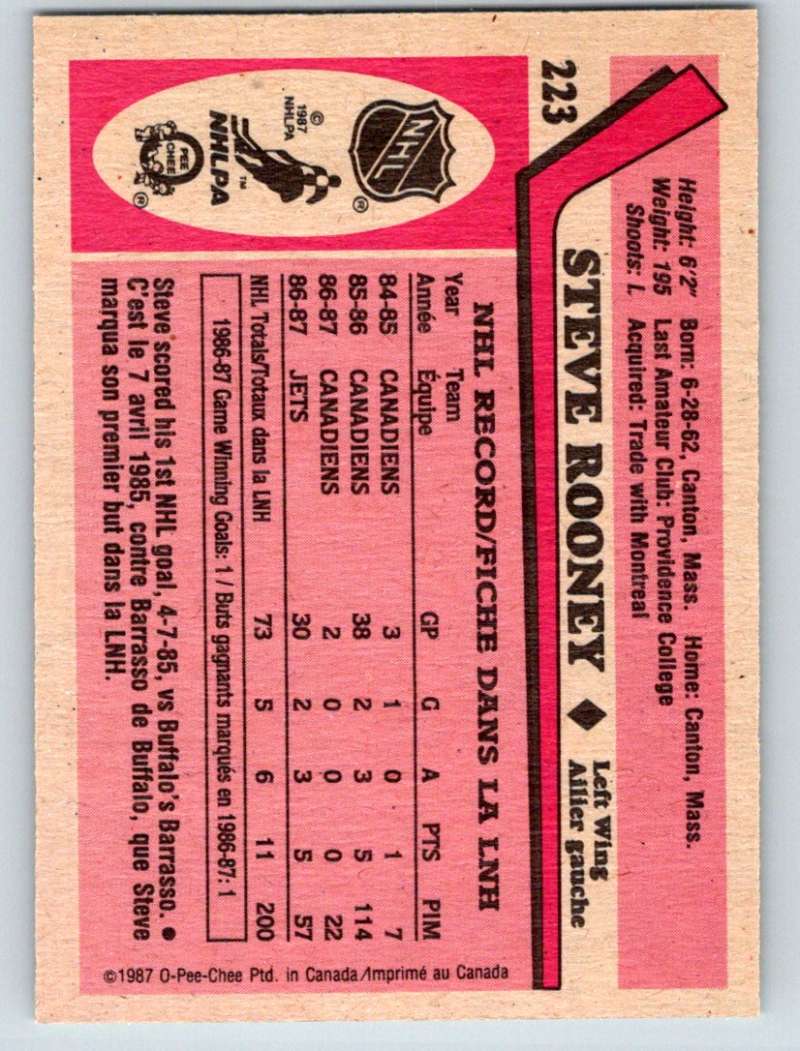 223
Height: 6'2" Born: 6-28-62, Canton, Mass. Home: Canton, Mass.
Weight: 195 Last Amateur Club: Providence College
Shoots: L Acquired: Trade with Montreal
STEVE ROONEY ♦ Left Wing
Ailier gauche
NHL
®
© 1987 NHLPA
NHLPA ™
O PEE CHEE ®
NHL RECORD/FICHE DANS LA LNH
Year Team GP G A PTS PIM
Année Équipe
84-85 CANADIENS 3 1 0 1 7
85-86 CANADIENS 38 2 3 5 114
86-87 CANADIENS 2 0 0 0 22
86-87 JETS 30 2 3 5 57
NHL Totals/Totaux dans la LNH 73 5 6 11 200
1986-87 Game Winning Goals: 1 / Buts gagnants marqués en 1986-87: 1
Steve scored his 1st NHL goal, 4-7-85, vs Buffalo's Barrasso. ●
C'est le 7 avril 1985, contre Barrasso de Buffalo, que Steve
marqua son premier but dans la LNH.
©1987 O-Pee-Chee Ptd. in Canada/Imprimé au Canada